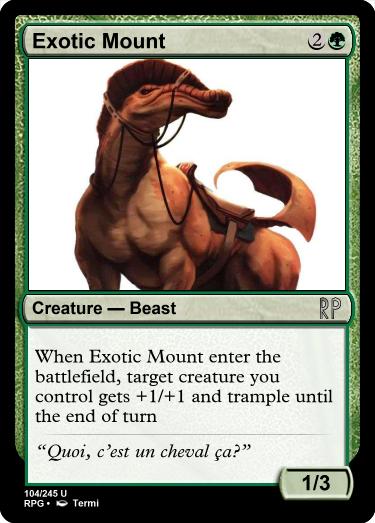 Exotic Mount 2
Creature — Beast RP
When Exotic Mount enter the
battlefield, target creature you
control gets +1/+1 and trample until
the end of turn
“Quoi, c'est un cheval ça?”
1/3
104/245 U
RPG • Termi